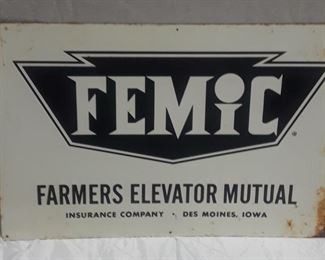 FEMiC ®
FARMERS ELEVATOR MUTUAL
INSURANCE COMPANY • DES MOINES, IOWA